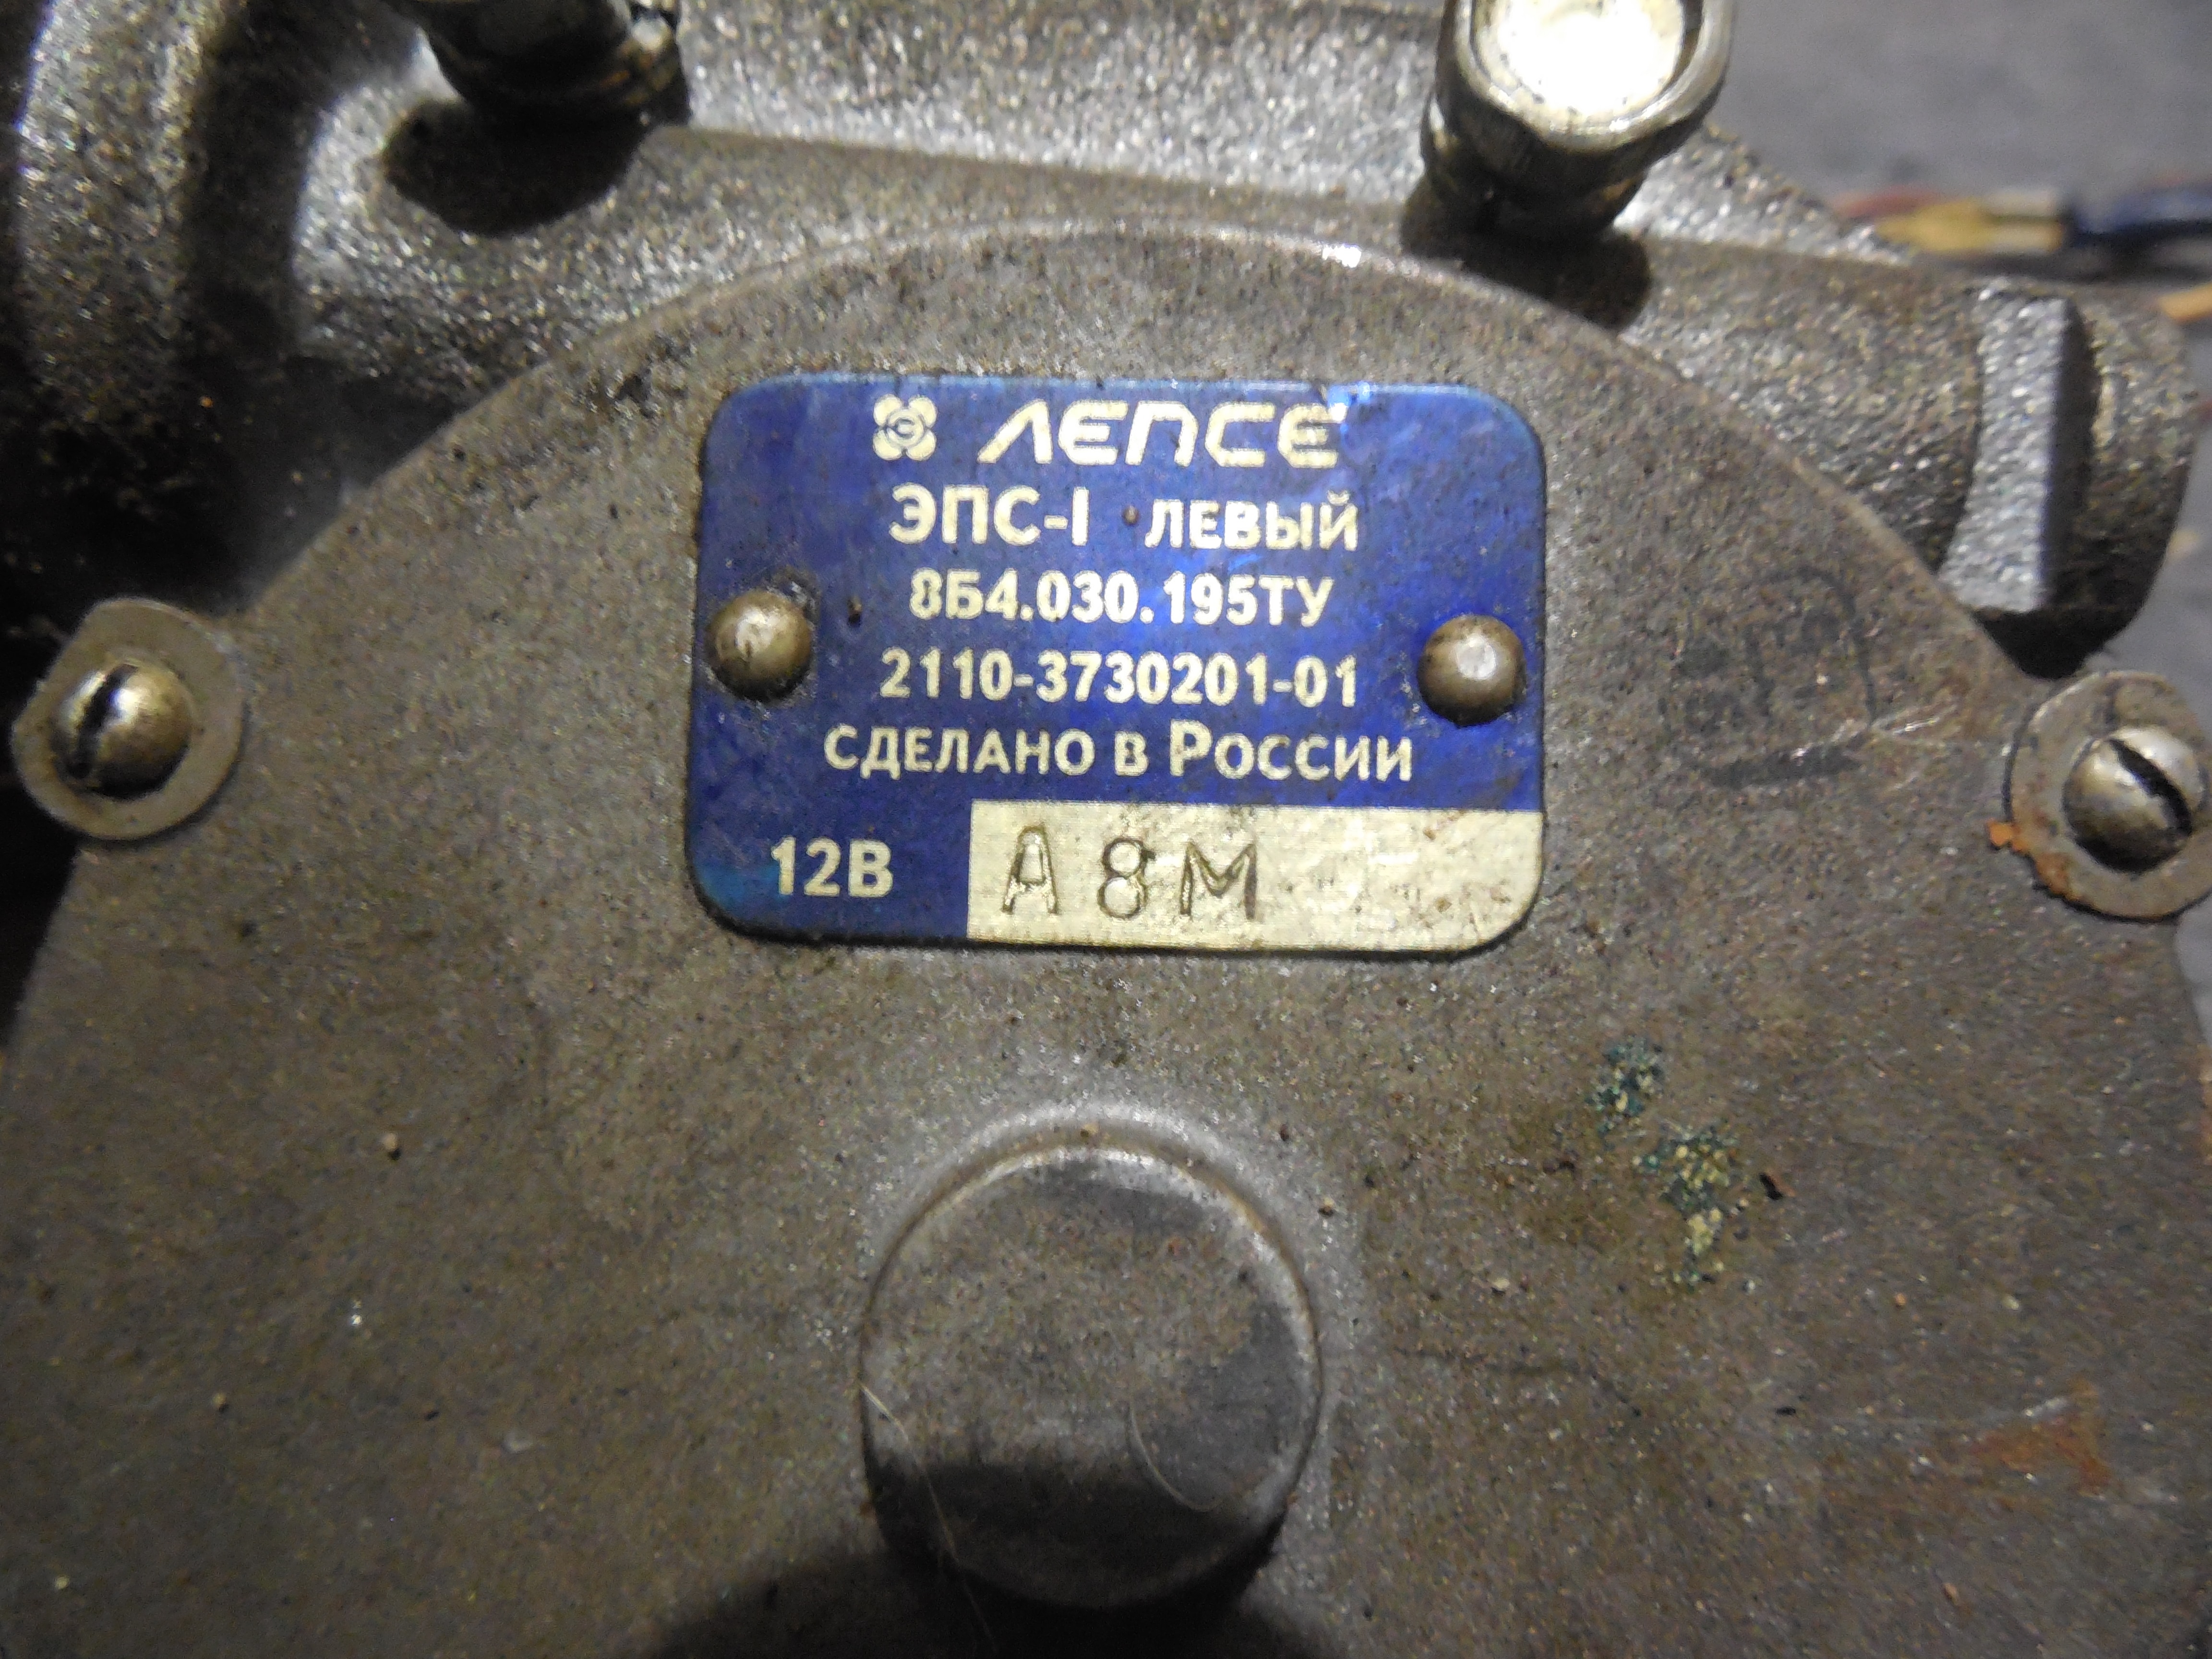 ЛЕПСЕ
ЭПС-I ЛЕВЫЙ
8Б4.030.195ТУ
2110-3730201-01
СДЕЛАНО В РОССИИ
12В А8М